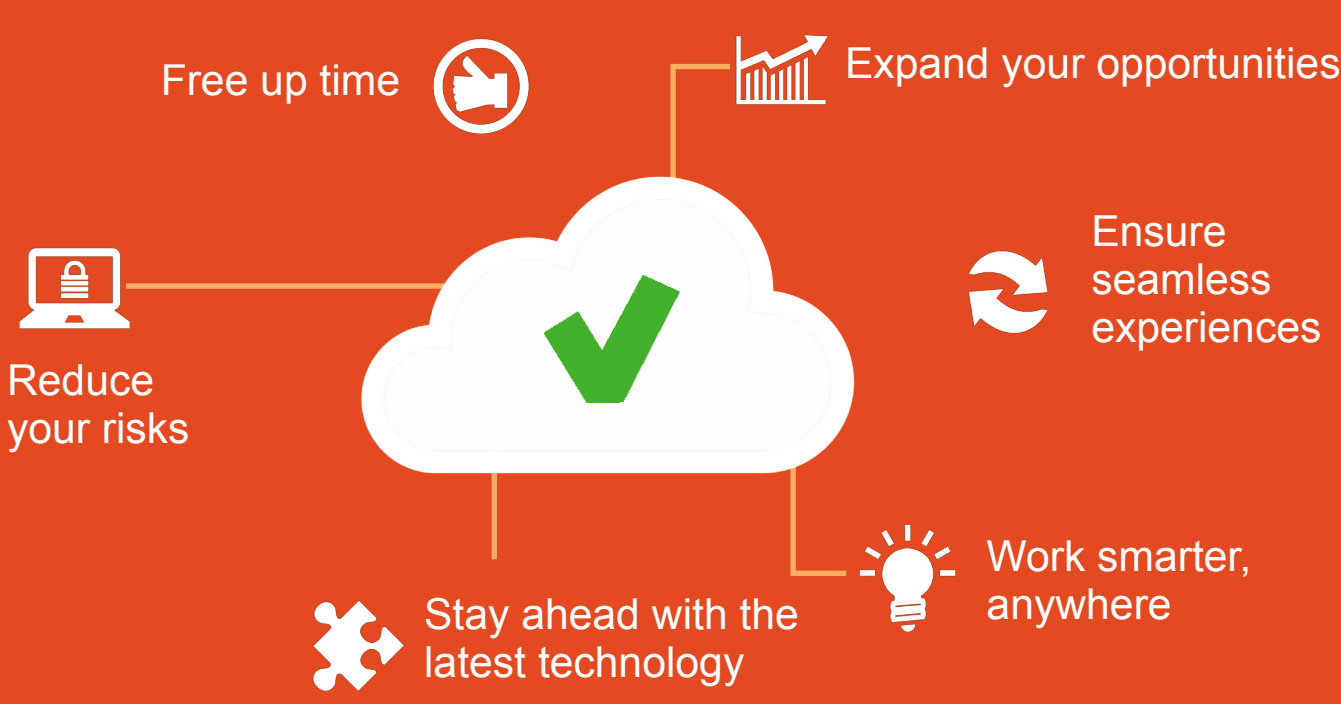 Free up time
Expand your opportunities
Ensure
seamless
experiences
Reduce
your risks
Work smarter,
anywhere
Stay ahead with the
latest technology